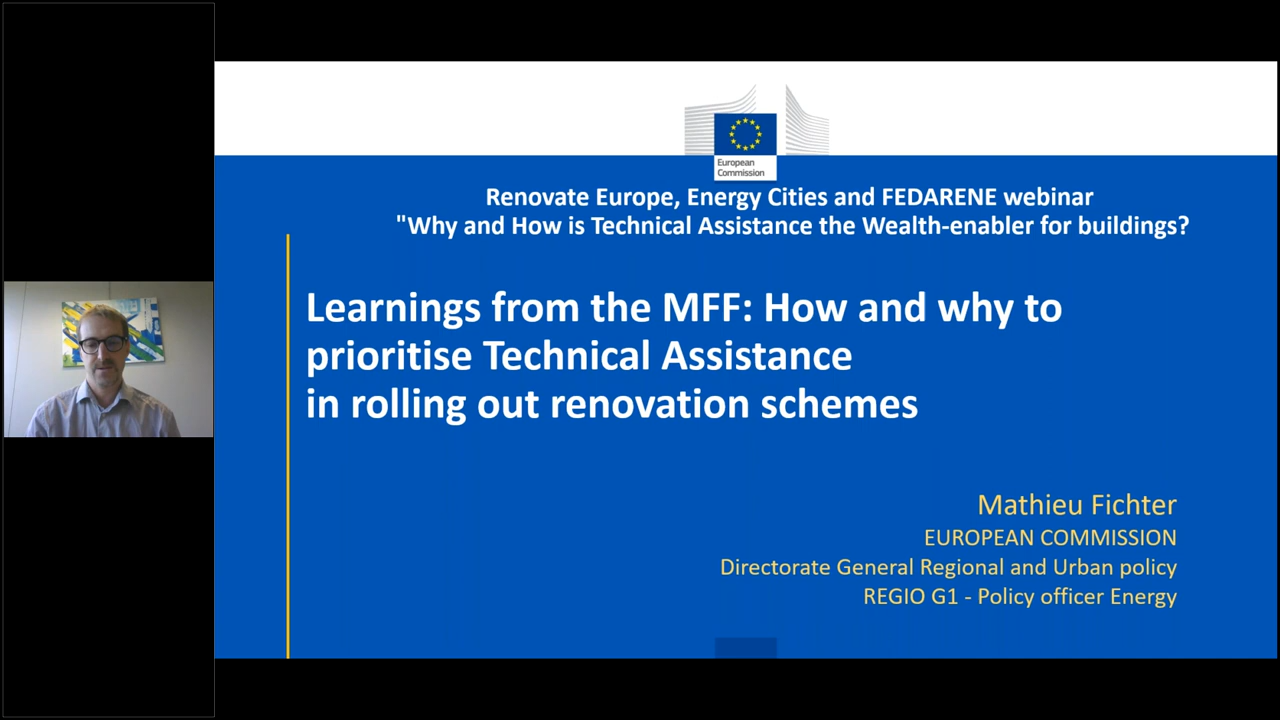 European
Commission
Renovate Europe, Energy Cities and FEDARENE webinar
"Why and How is Technical Assistance the Wealth-enabler for buildings?
Learnings from the MFF: How and why to
prioritise Technical Assistance
in rolling out renovation schemes
Mathieu Fichter
EUROPEAN COMMISSION
Directorate General Regional and Urban policy
REGIO G1 - Policy officer Energy